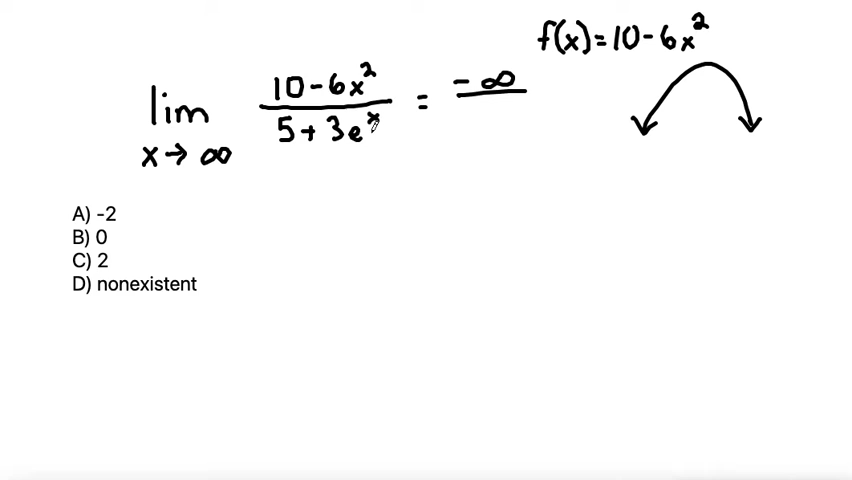 f(x) = 10 - 6x²
lim x → ∞ (10 - 6x²) / (5 + 3eˣ) = -∞
A) -2
B) 0
C) 2
D) nonexistent